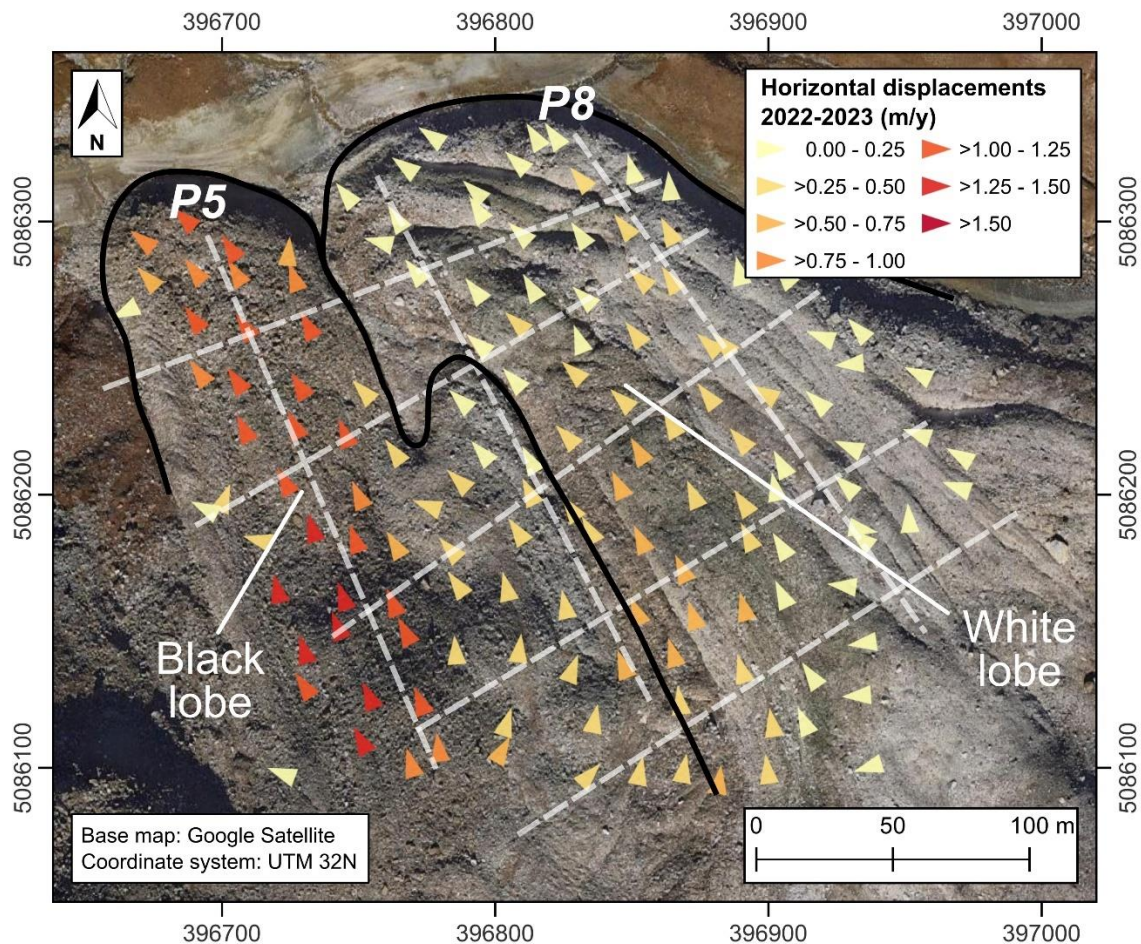 396700 396800 396900 397000
N
P5
P8
Horizontal displacements
2022-2023 (m/y)
0.00 - 0.25
>0.25 - 0.50
>0.50 - 0.75
>0.75 - 1.00
>1.00 - 1.25
>1.25 - 1.50
>1.50
5086300
5086200
5086100
5086300
5086200
5086100
Black
lobe
White
lobe
Base map: Google Satellite
Coordinate system: UTM 32N
0 50 100 m
396700 396800 396900 397000